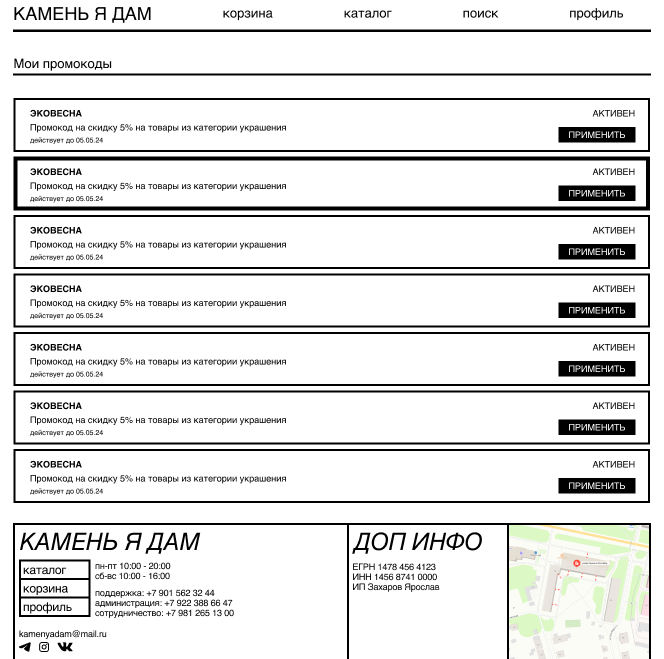 КАМЕНЬ Я ДАМ корзина каталог поиск профиль
Мои промокоды
ЭКОВЕСНА АКТИВЕН
Промокод на скидку 5% на товары из категории украшения
ПРИМЕНИТЬ
действует до 05.05.24
ЭКОВЕСНА АКТИВЕН
Промокод на скидку 5% на товары из категории украшения
ПРИМЕНИТЬ
действует до 05.05.24
ЭКОВЕСНА АКТИВЕН
Промокод на скидку 5% на товары из категории украшения
ПРИМЕНИТЬ
действует до 05.05.24
ЭКОВЕСНА АКТИВЕН
Промокод на скидку 5% на товары из категории украшения
ПРИМЕНИТЬ
действует до 05.05.24
ЭКОВЕСНА АКТИВЕН
Промокод на скидку 5% на товары из категории украшения
ПРИМЕНИТЬ
действует до 05.05.24
ЭКОВЕСНА АКТИВЕН
Промокод на скидку 5% на товары из категории украшения
ПРИМЕНИТЬ
действует до 05.05.24
ЭКОВЕСНА АКТИВЕН
Промокод на скидку 5% на товары из категории украшения
ПРИМЕНИТЬ
действует до 05.05.24
КАМЕНЬ Я ДАМ
каталог
корзина
профиль
пн-пт 10:00 - 20:00
сб-вс 10:00 - 16:00
поддержка: +7 901 562 32 44
администрация: +7 922 388 66 47
сотрудничество: +7 981 265 13 00
kamenyadam@mail.ru
ДОП ИНФО
ЕГРН 1478 456 4123
ИНН 1456 8741 0000
ИП Захаров Ярослав